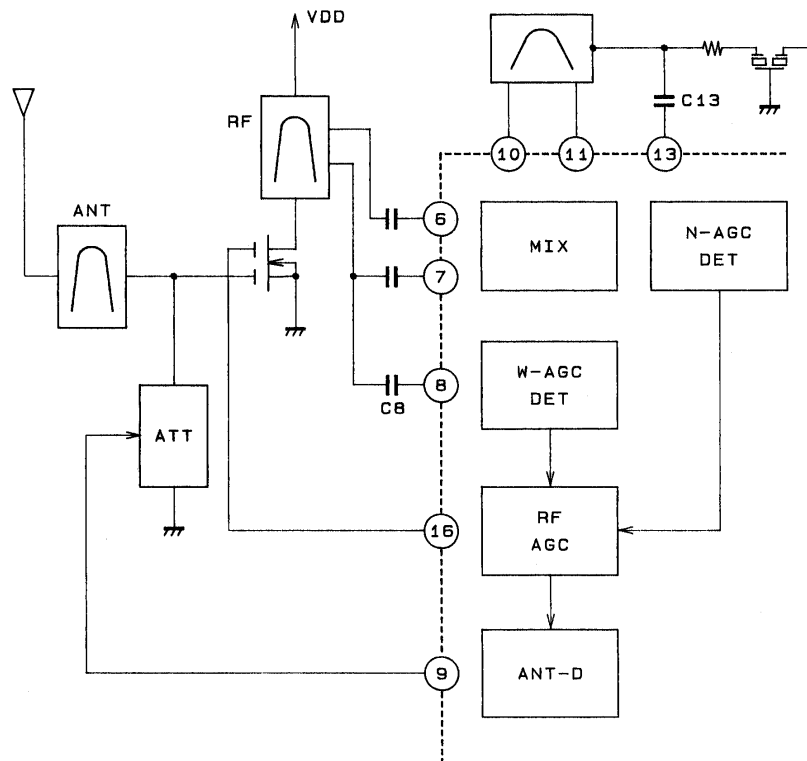 VDD
RF
C13
10
11
13
ANT
6
MIX
N-AGC
DET
7
W-AGC
DET
8
C8
ATT
16
RF
AGC
9
ANT-D